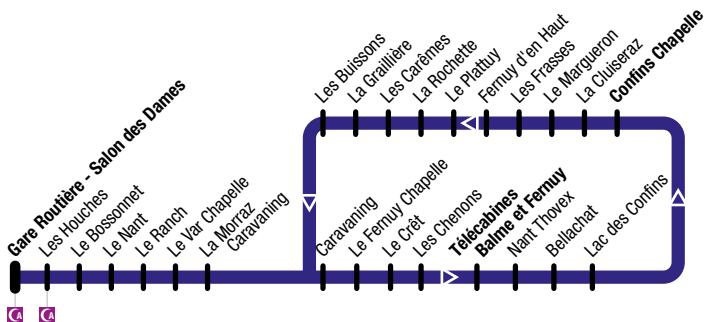 Les Buissons
La Graillière
Les Carêmes
La Rochette
Le Plattuy
Fernuy d'en Haut
Les Frasses
Le Margueron
La Cluiseraz
Confins Chapelle
Gare Routière - Salon des Dames
Les Houches
Le Bossonnet
Le Nant
Le Ranch
Le Var Chapelle
La Morraz
Caravaning
Caravaning
Le Fernuy Chapelle
Le Crêt
Les Chenons
Télécabines
Balme et Fernuy
Nant Thovex
Bellachat
Lac des Confins
CA
CA